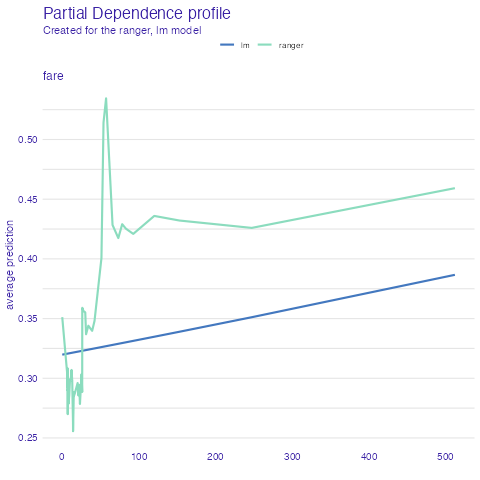 Partial Dependence profile
Created for the ranger, lm model
lm ranger
fare
0.50
0.45
0.40
0.35
0.30
0.25
average prediction
0 100 200 300 400 500